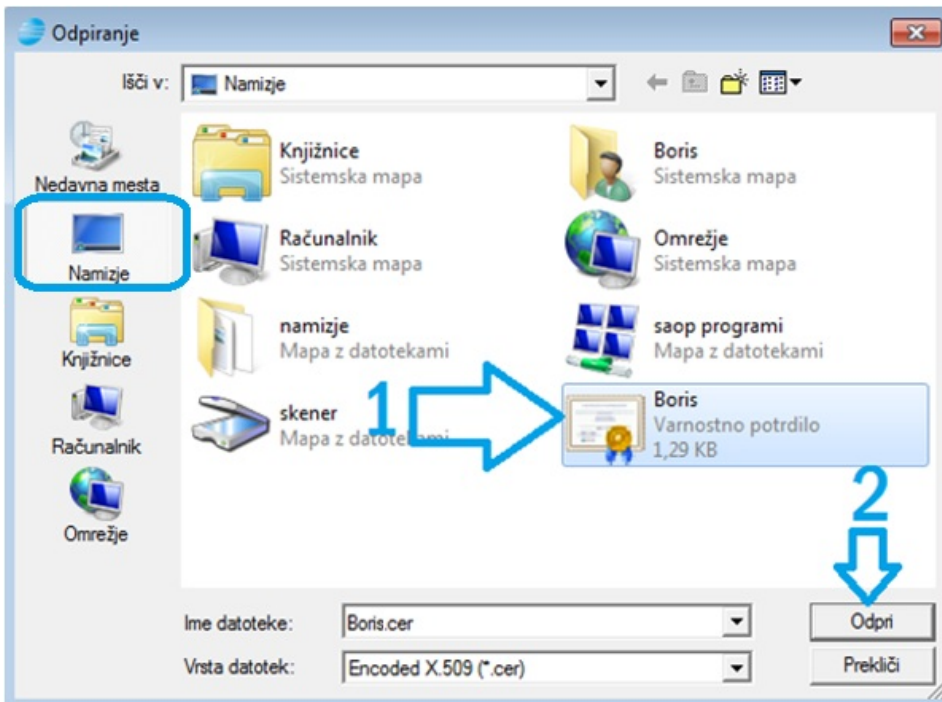 Odpiranje
Išči v:
Namizje
Nedavna mesta
Namizje
Knjižnice
Računalnik
Omrežje
Knjižnice
Sistemska mapa
Boris
Sistemska mapa
Računalnik
Sistemska mapa
Omrežje
Sistemska mapa
namizje
Mapa z datotekami
saop programi
Mapa z datotekami
skener
Mapa z datotekami
1
Boris
Varnostno potrdilo
1,29 KB
2
Ime datoteke:
Boris.cer
Odpri
Vrsta datotek:
Encoded X.509 (*.cer)
Prekliči